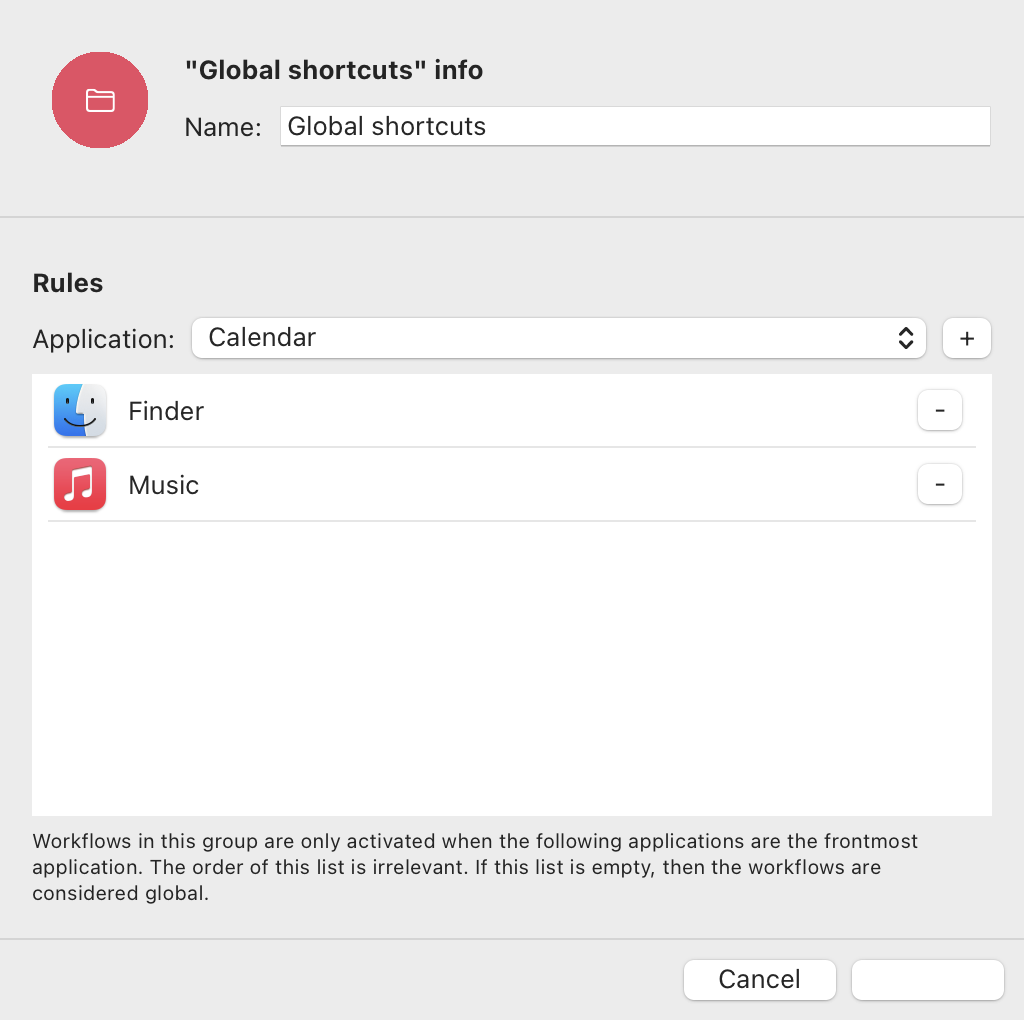 "Global shortcuts" info
Name: Global shortcuts
Rules
Application: Calendar +
Finder -
Music -
Workflows in this group are only activated when the following applications are the frontmost
application. The order of this list is irrelevant. If this list is empty, then the workflows are
considered global.
Cancel